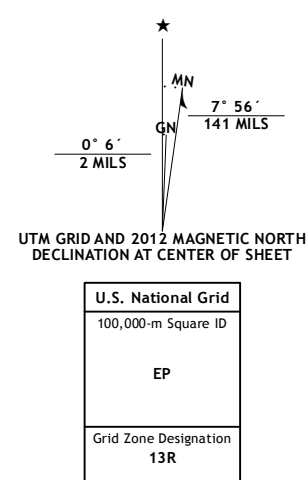 ★
MN
7° 56´
141 MILS
GN
0° 6´
2 MILS
UTM GRID AND 2012 MAGNETIC NORTH
DECLINATION AT CENTER OF SHEET
U.S. National Grid
100,000-m Square ID
EP
Grid Zone Designation
13R